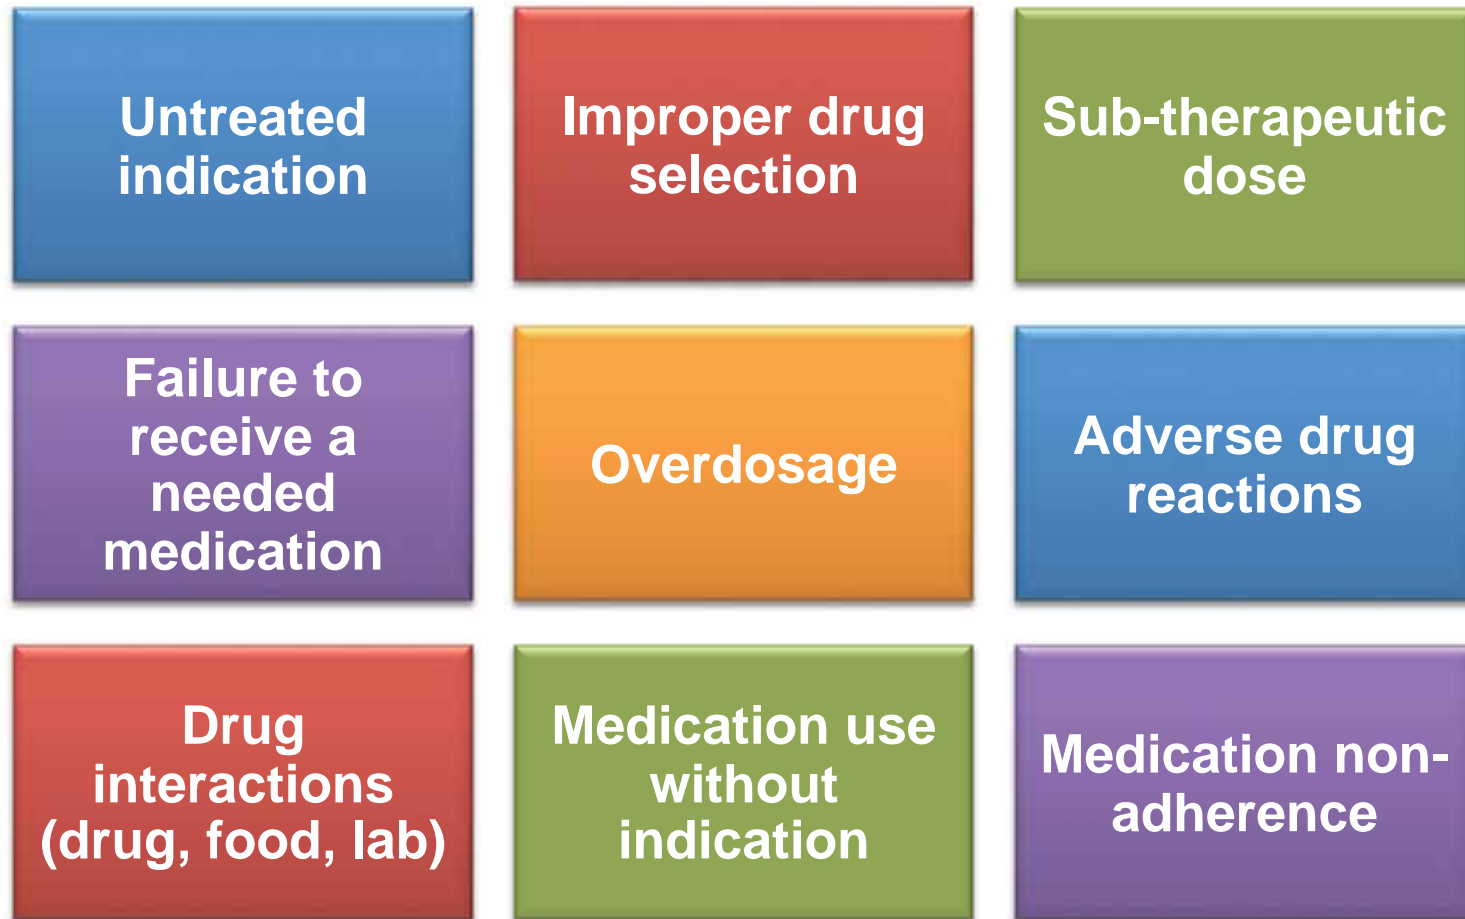 Untreated
indication
Improper drug
selection
Sub-therapeutic
dose
Failure to
receive a
needed
medication
Overdosage
Adverse drug
reactions
Drug
interactions
(drug, food, lab)
Medication use
without
indication
Medication non-
adherence